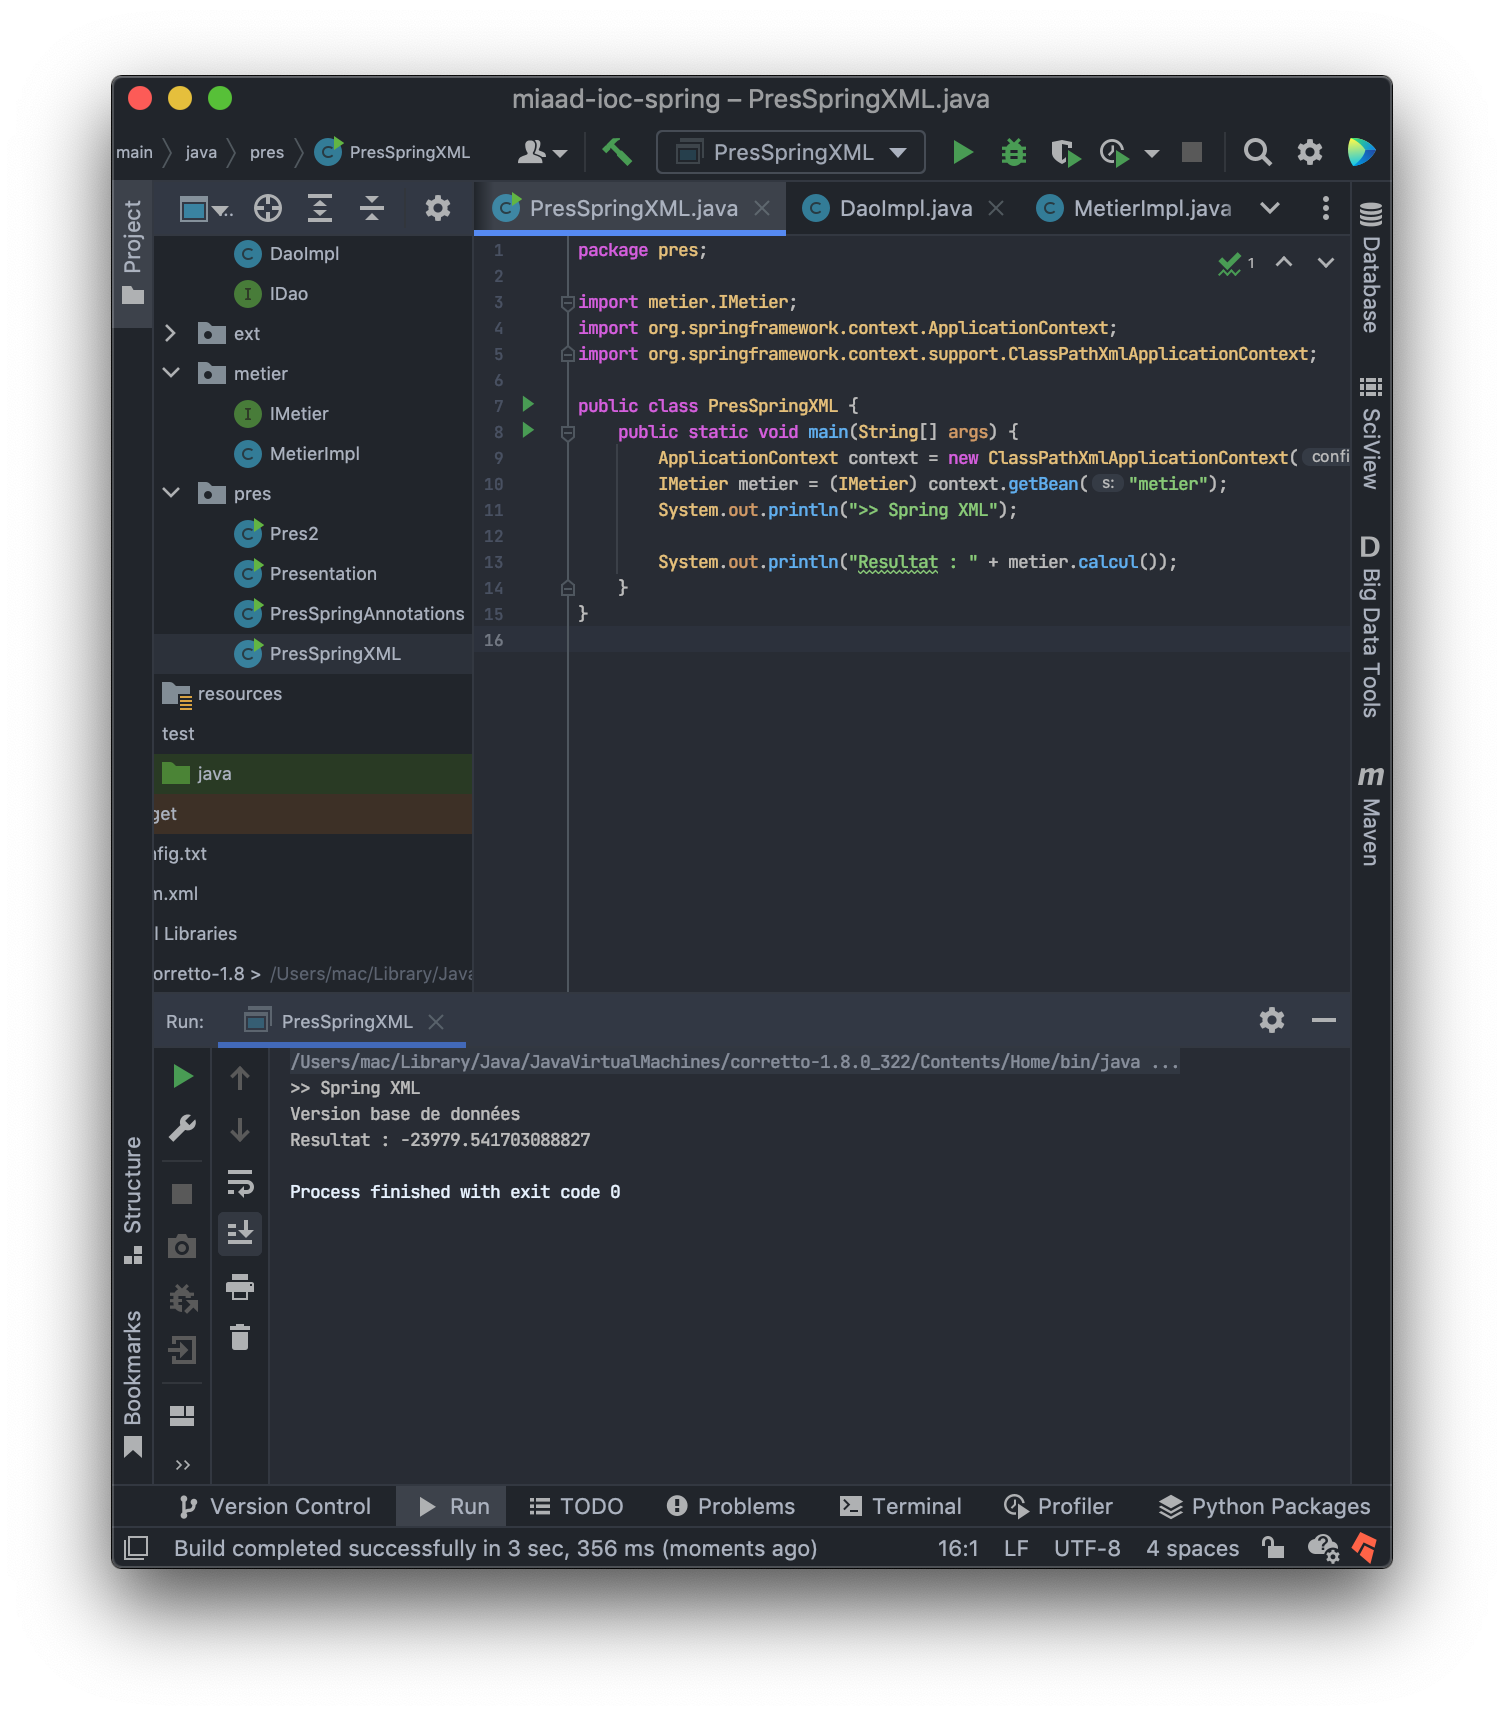 miaad-ioc-spring – PresSpringXML.java
main java pres PresSpringXML PresSpringXML
Project
PresSpringXML.java DaoImpl.java MetierImpl.java
DaoImpl
IDao
ext
metier
IMetier
MetierImpl
pres
Pres2
Presentation
PresSpringAnnotations
PresSpringXML
resources
test
java
get
nfig.txt
m.xml
l Libraries
orretto-1.8 > /Users/mac/Library/Java
1 package pres;
1
2
3 import metier.IMetier;
4 import org.springframework.context.ApplicationContext;
5 import org.springframework.context.support.ClassPathXmlApplicationContext;
6
7 public class PresSpringXML {
8 public static void main(String[] args) {
9 ApplicationContext context = new ClassPathXmlApplicationContext( confi
10 IMetier metier = (IMetier) context.getBean( s: "metier");
11 System.out.println(">> Spring XML");
12
13 System.out.println("Resultat : " + metier.calcul());
14 }
15 }
16
Database
SciView
D Big Data Tools
m Maven
Run: PresSpringXML
/Users/mac/Library/Java/JavaVirtualMachines/corretto-1.8.0_322/Contents/Home/bin/java ...
>> Spring XML
Version base de données
Resultat : -23979.541703088827
Process finished with exit code 0
Structure
Bookmarks
Version Control Run TODO Problems Terminal Profiler Python Packages
Build completed successfully in 3 sec, 356 ms (moments ago) 16:1 LF UTF-8 4 spaces